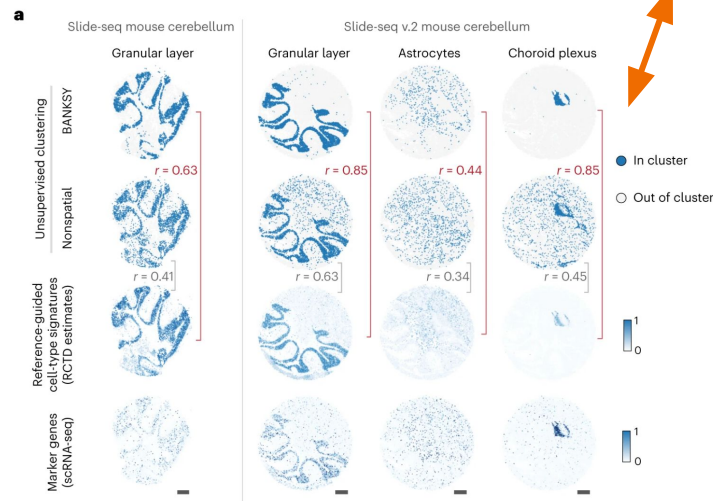 a
Slide-seq mouse cerebellum
Slide-seq v.2 mouse cerebellum
Granular layer
Granular layer
Astrocytes
Choroid plexus
Unsupervised clustering
BANKSY
Nonspatial
r = 0.63
r = 0.85
r = 0.44
r = 0.85
In cluster
Out of cluster
r = 0.41
r = 0.63
r = 0.34
r = 0.45
Reference-guided
cell-type signatures
(RCTD estimates)
1
0
Marker genes
(scRNA-seq)
1
0